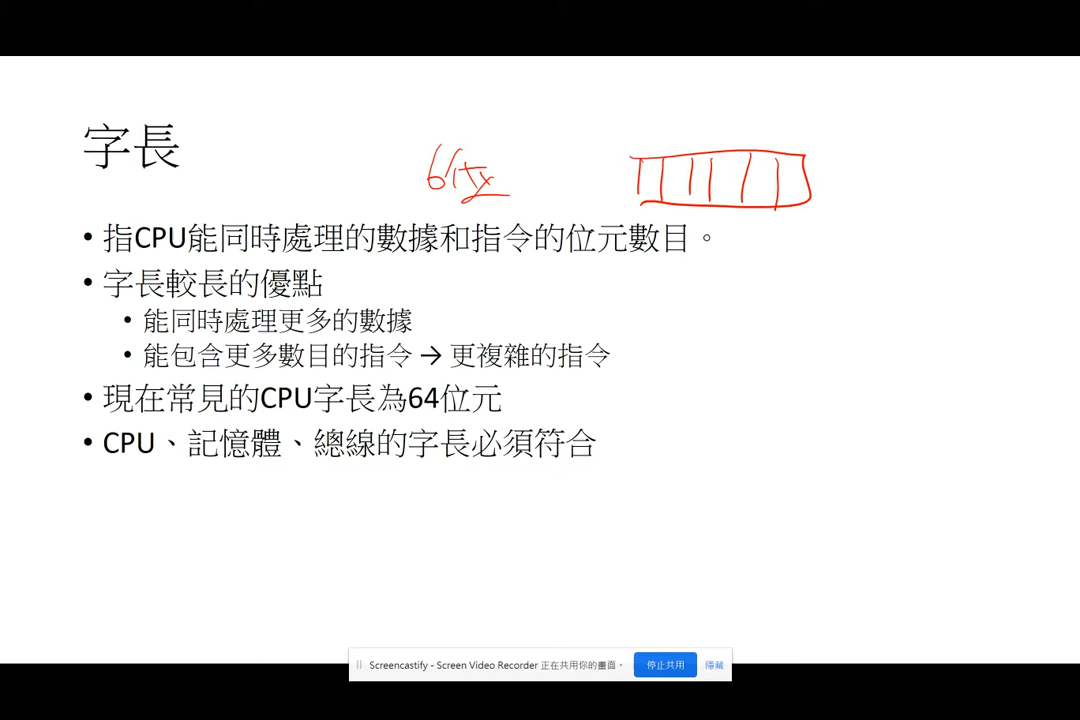 字長
• 指CPU能同時處理的數據和指令的位元數目。
• 字長較長的優點
• 能同時處理更多的數據
• 能包含更多數目的指令 → 更複雜的指令
• 現在常見的CPU字長為64位元
• CPU、記憶體、總線的字長必須符合
Screencastify - Screen Video Recorder 正在共用你的畫面。
停止共用
隱藏